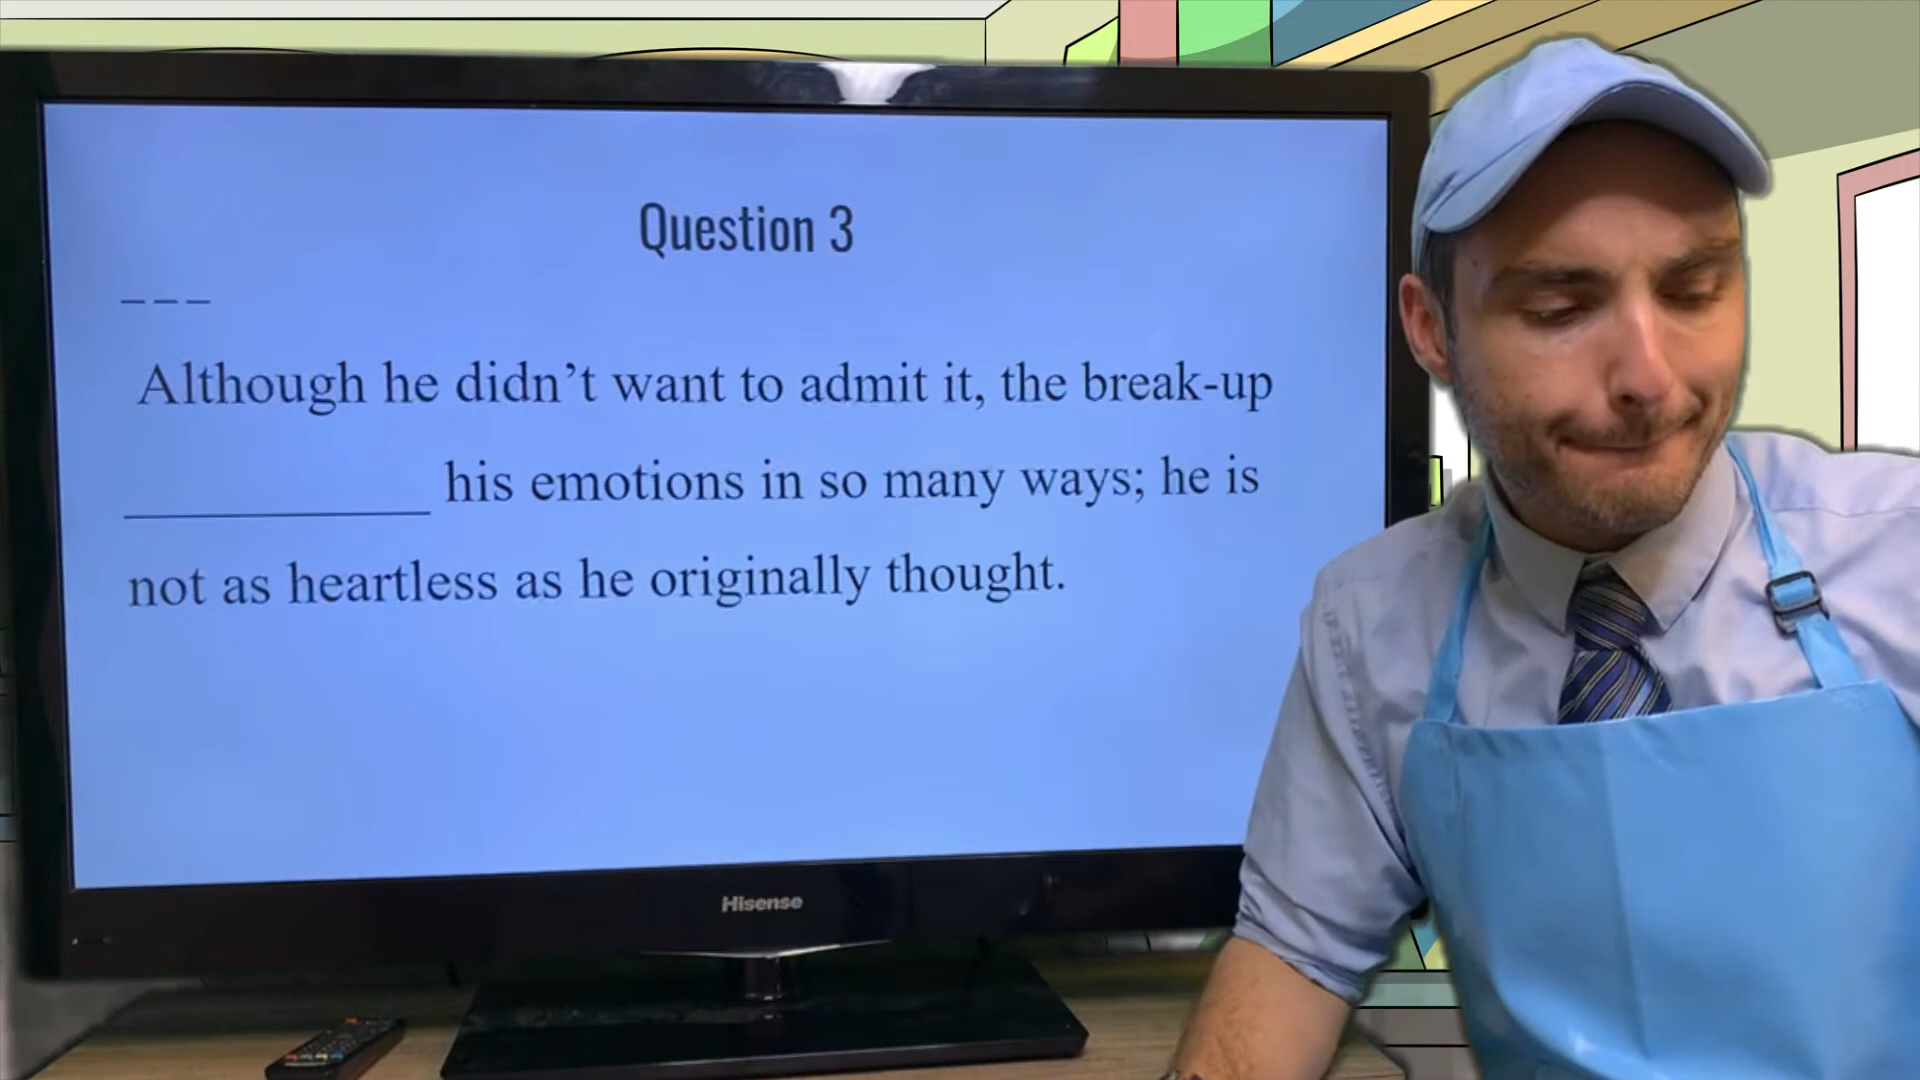 Question 3
---
Although he didn’t want to admit it, the break-up
____________ his emotions in so many ways; he is
not as heartless as he originally thought.
Hisense